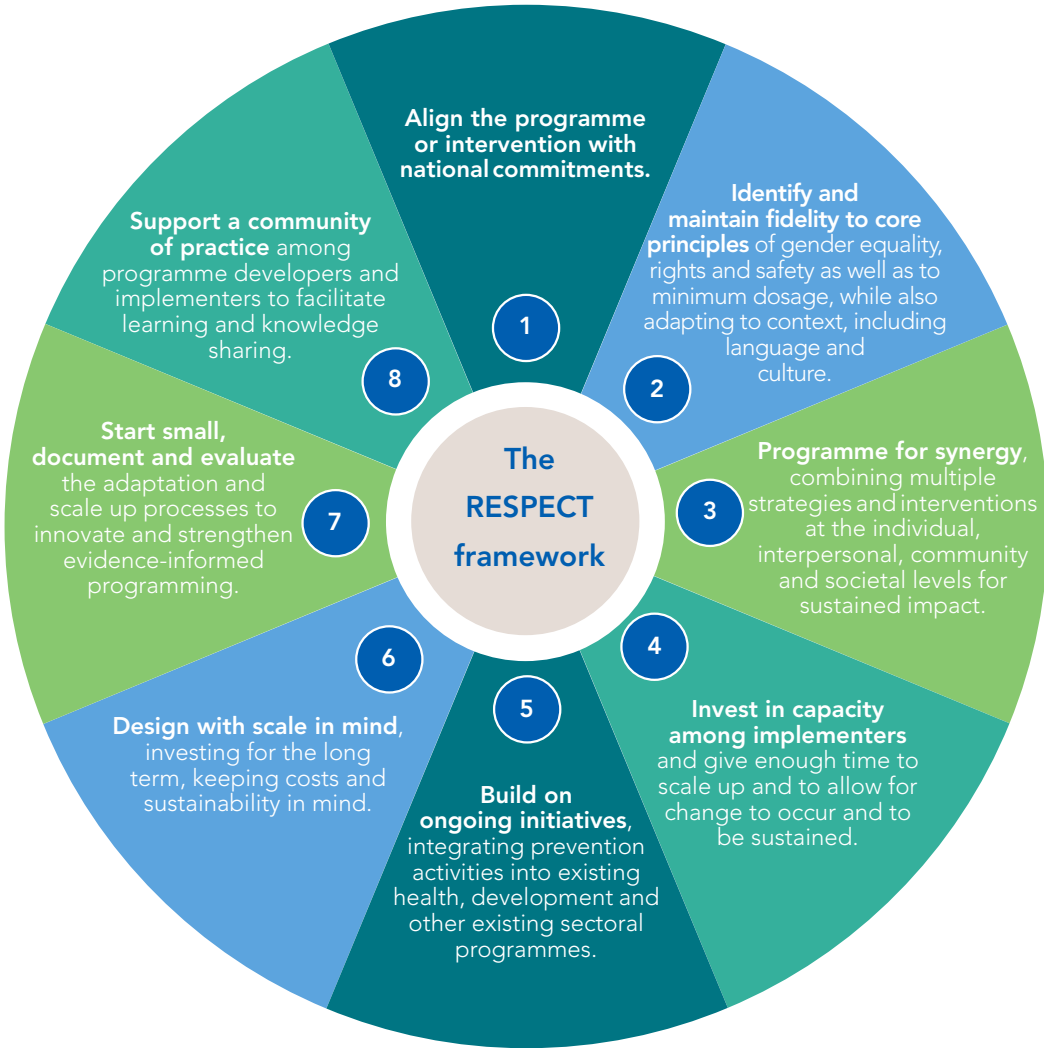 The
RESPECT
framework
1
Align the programme
or intervention with
national commitments.
2
Identify and
maintain fidelity to core
principles of gender equality,
rights and safety as well as to
minimum dosage, while also
adapting to context, including
language and
culture.
3
Programme for synergy,
combining multiple
strategies and interventions
at the individual,
interpersonal, community
and societal levels for
sustained impact.
4
Invest in capacity
among implementers
and give enough time to
scale up and to allow for
change to occur and to
be sustained.
5
Build on
ongoing initiatives,
integrating prevention
activities into existing
health, development and
other existing sectoral
programmes.
6
Design with scale in mind,
investing for the long
term, keeping costs and
sustainability in mind.
7
Start small,
document and evaluate
the adaptation and
scale up processes to
innovate and strengthen
evidence-informed
programming.
8
Support a community
of practice among
programme developers and
implementers to facilitate
learning and knowledge
sharing.